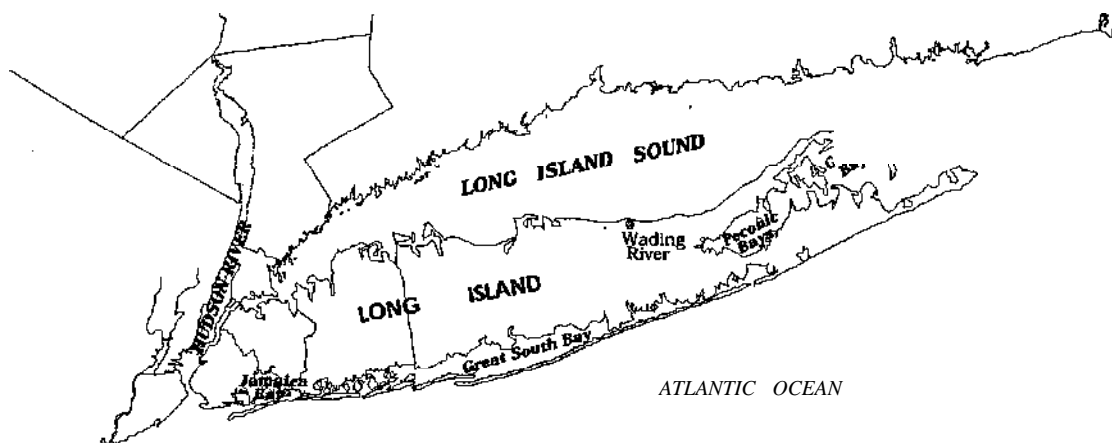 LONG ISLAND SOUND
HUDSON RIVER
Wading
River
Peconic
Bays
LONG ISLAND
Great South Bay
Jamaica
Bay
ATLANTIC OCEAN